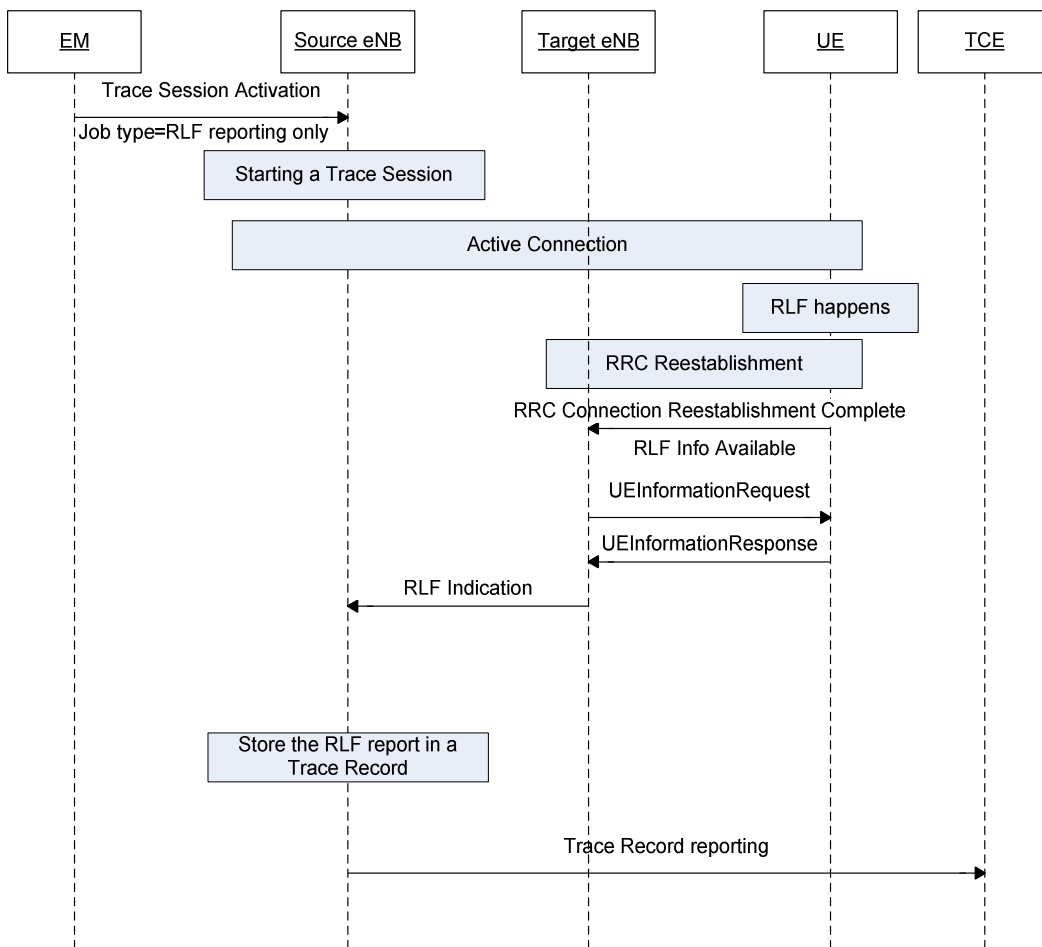 EM
Source eNB
Target eNB
UE
TCE
Trace Session Activation
Job type=RLF reporting only
Starting a Trace Session
Active Connection
RLF happens
RRC Reestablishment
RRC Connection Reestablishment Complete
RLF Info Available
UEInformationRequest
UEInformationResponse
RLF Indication
Store the RLF report in a
Trace Record
Trace Record reporting